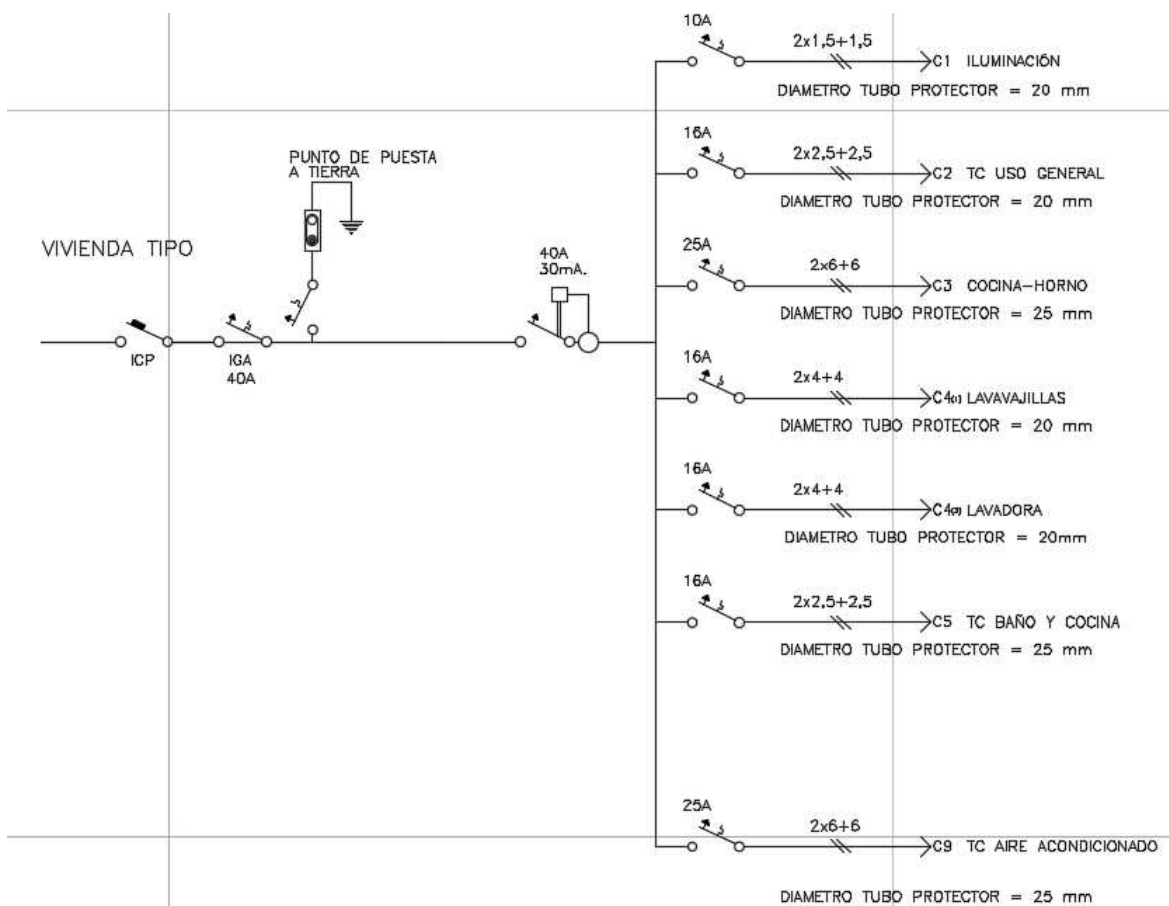 10A
2x1,5+1,5
C1 ILUMINACIÓN
DIAMETRO TUBO PROTECTOR = 20 mm
16A
2x2,5+2,5
C2 TC USO GENERAL
DIAMETRO TUBO PROTECTOR = 20 mm
PUNTO DE PUESTA
A TIERRA
VIVIENDA TIPO
25A
2x6+6
C3 COCINA-HORNO
DIAMETRO TUBO PROTECTOR = 25 mm
40A
30mA.
ICP
IGA
40A
16A
2x4+4
C4(1) LAVAVAJILLAS
DIAMETRO TUBO PROTECTOR = 20 mm
16A
2x4+4
C4(2) LAVADORA
DIAMETRO TUBO PROTECTOR = 20mm
16A
2x2,5+2,5
C5 TC BAÑO Y COCINA
DIAMETRO TUBO PROTECTOR = 25 mm
25A
2x6+6
C9 TC AIRE ACONDICIONADO
DIAMETRO TUBO PROTECTOR = 25 mm